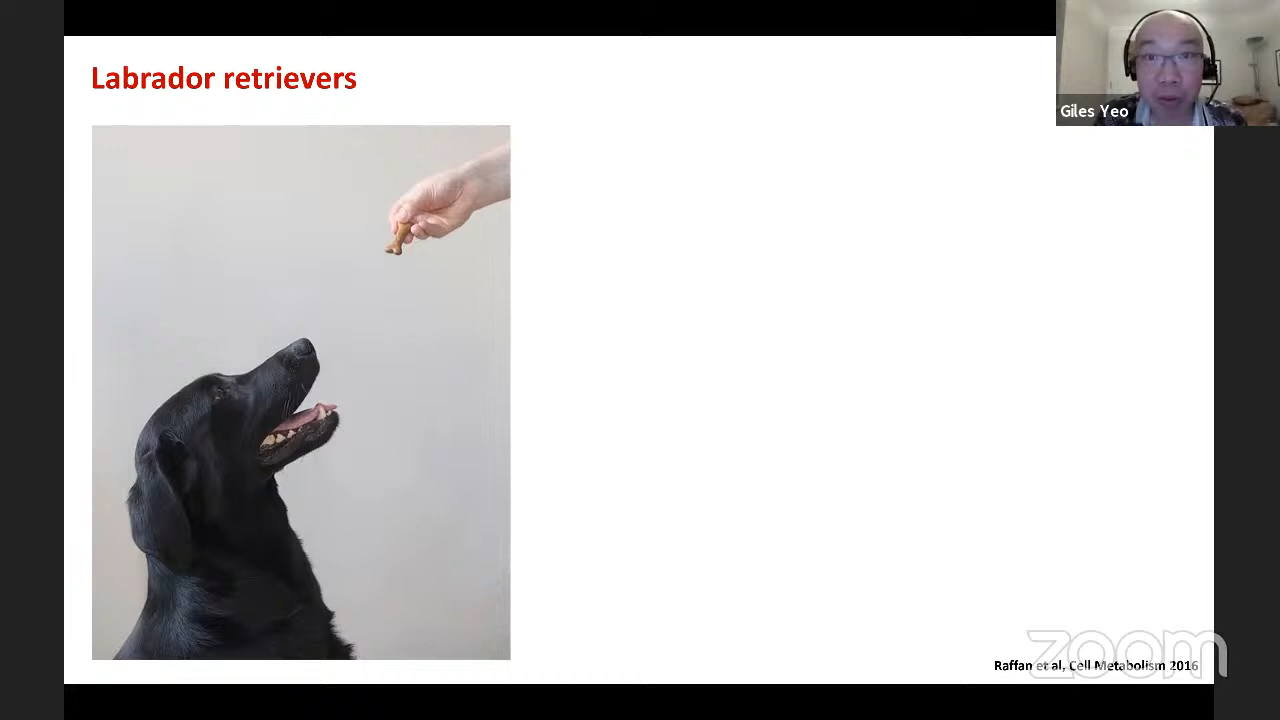 Labrador retrievers
Giles Yeo
Raffan et al, Cell Metabolism 2016
zoom